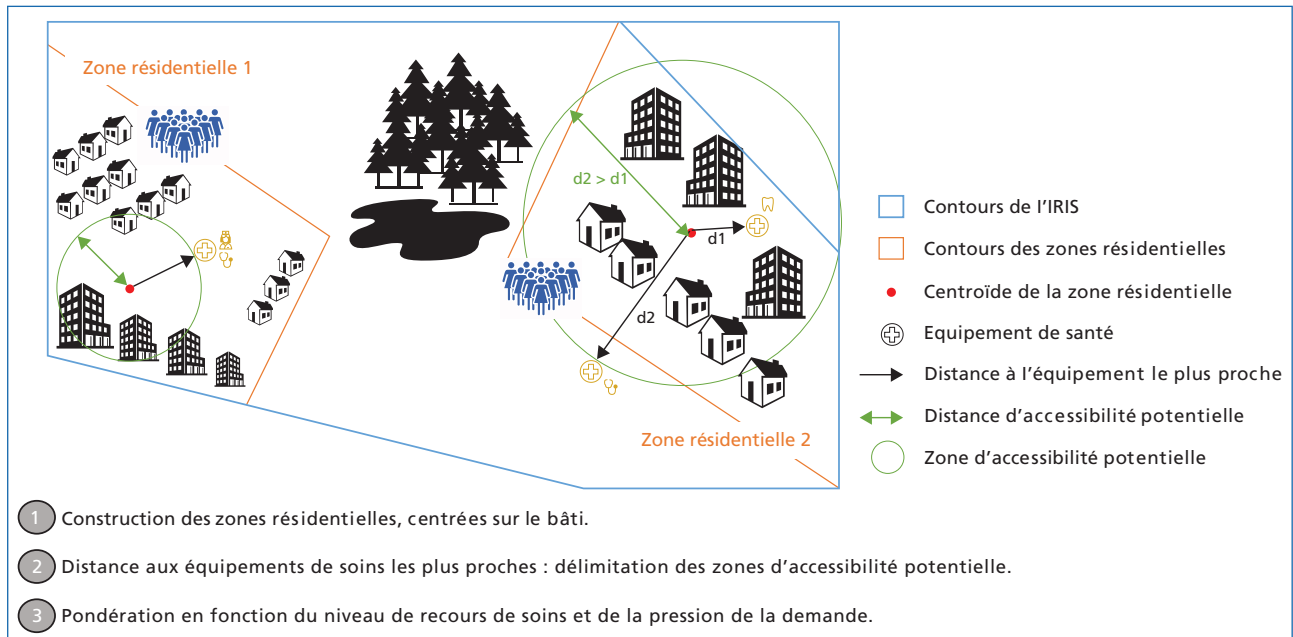 Zone résidentielle 1
d2 > d1
d1
d2
Zone résidentielle 2
Contours de l’IRIS
Contours des zones résidentielles
Centroïde de la zone résidentielle
Equipement de santé
Distance à l’équipement le plus proche
Distance d’accessibilité potentielle
Zone d’accessibilité potentielle
1 Construction des zones résidentielles, centrées sur le bâti.
2 Distance aux équipements de soins les plus proches : délimitation des zones d’accessibilité potentielle.
3 Pondération en fonction du niveau de recours de soins et de la pression de la demande.